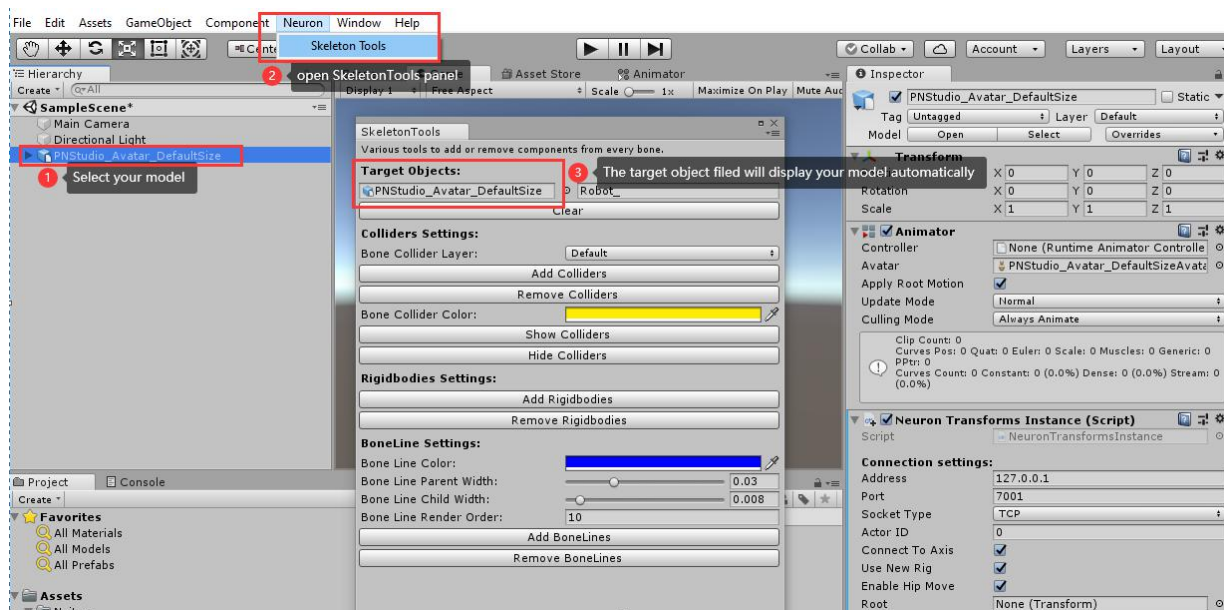 File Edit Assets GameObject Component Neuron Window Help
Skeleton Tools
Collab Account Layers Layout
2 open SkeletonTools panel
Hierarchy
Create All
SampleScene*
Main Camera
Directional Light
PNStudio_Avatar_DefaultSize
1 Select your model
Asset Store Animator
Display 1 Free Aspect Scale 1x Maximize On Play Mute Aud
SkeletonTools
Various tools to add or remove components from every bone.
Target Objects:
3 The target object filed will display your model automatically
PNStudio_Avatar_DefaultSize Robot_
Clear
Colliders Settings:
Bone Collider Layer: Default
Add Colliders
Remove Colliders
Bone Collider Color:
Show Colliders
Hide Colliders
Rigidbodies Settings:
Add Rigidbodies
Remove Rigidbodies
BoneLine Settings:
Bone Line Color:
Bone Line Parent Width: 0.03
Bone Line Child Width: 0.008
Bone Line Render Order: 10
Add BoneLines
Remove BoneLines
Inspector
PNStudio_Avatar_DefaultSize Static
Tag Untagged Layer Default
Model Open Select Overrides
Transform
X 0 Y 0 Z 0
Rotation X 0 Y 0 Z 0
Scale X 1 Y 1 Z 1
Animator
Controller None (Runtime Animator Controlle
Avatar PNStudio_Avatar_DefaultSizeAvata
Apply Root Motion
Update Mode Normal
Culling Mode Always Animate
Clip Count: 0
Curves Pos: 0 Quat: 0 Euler: 0 Scale: 0 Muscles: 0 Generic: 0
PPtr: 0
Curves Count: 0 Constant: 0 (0.0%) Dense: 0 (0.0%) Stream: 0
(0.0%)
Neuron Transforms Instance (Script)
Script NeuronTransformsInstance
Connection settings:
Address 127.0.0.1
Port 7001
Socket Type TCP
Actor ID 0
Connect To Axis
Use New Rig
Enable Hip Move
Root None (Transform)
Project Console
Create
Favorites
All Materials
All Models
All Prefabs
Assets